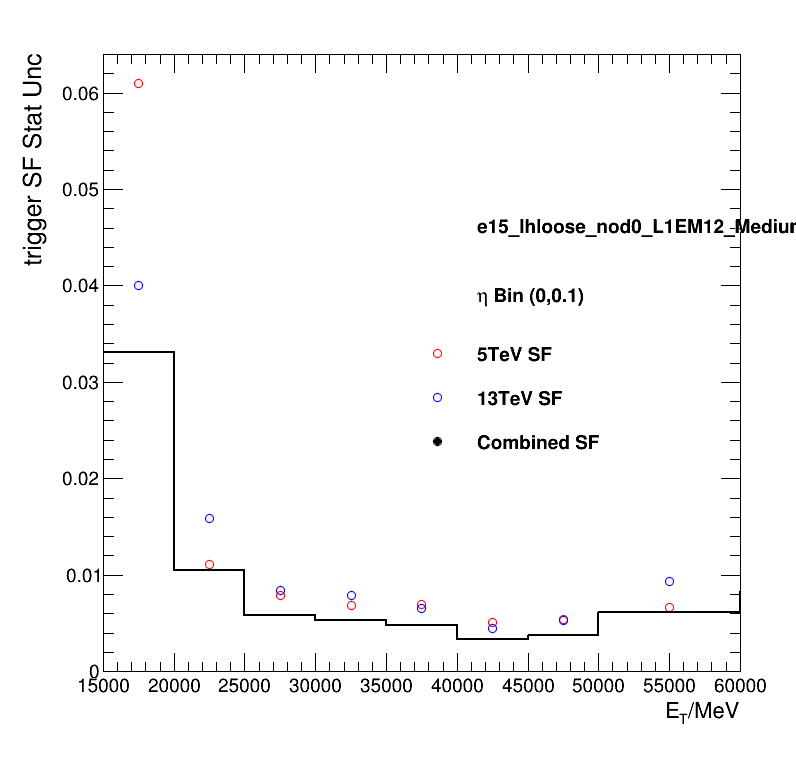 trigger SF Stat Unc
0.06
0.05
e15_lhloose_nod0_L1EM12_Medium
0.04
η Bin (0,0.1)
5TeV SF
0.03
13TeV SF
Combined SF
0.02
0.01
0
15000 20000 25000 30000 35000 40000 45000 50000 55000 60000
E_T/MeV